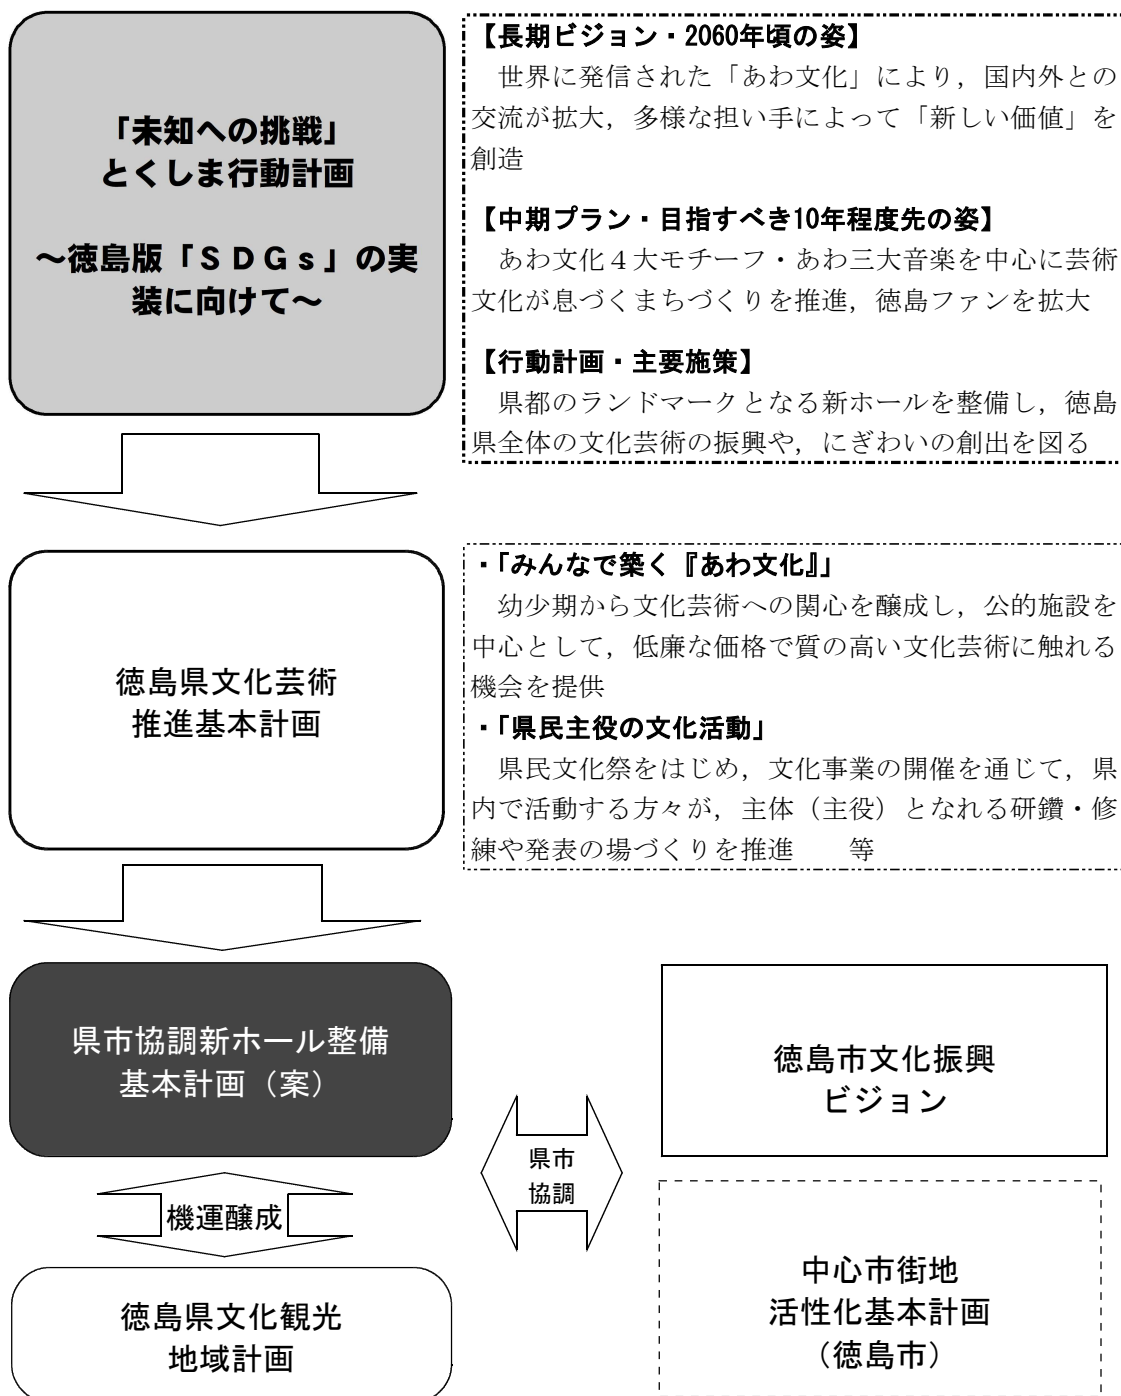 「未知への挑戦」
とくしま行動計画
～徳島版「ＳＤＧｓ」の実
装に向けて～
【長期ビジョン・2060年頃の姿】
世界に発信された「あわ文化」により，国内外との
交流が拡大，多様な担い手によって「新しい価値」を
創造
【中期プラン・目指すべき10年程度先の姿】
あわ文化４大モチーフ・あわ三大音楽を中心に芸術
文化が息づくまちづくりを推進，徳島ファンを拡大
【行動計画・主要施策】
県都のランドマークとなる新ホールを整備し，徳島
県全体の文化芸術の振興や，にぎわいの創出を図る
徳島県文化芸術
推進基本計画
・「みんなで築く『あわ文化』」
幼少期から文化芸術への関心を醸成し，公的施設を
中心として，低廉な価格で質の高い文化芸術に触れる
機会を提供
・「県民主役の文化活動」
県民文化祭をはじめ，文化事業の開催を通じて，県
内で活動する方々が，主体（主役）となれる研鑽・修
練や発表の場づくりを推進　　等
県市協調新ホール整備
基本計画（案）
機運醸成
徳島県文化観光
地域計画
県市
協調
徳島市文化振興
ビジョン
中心市街地
活性化基本計画
（徳島市）